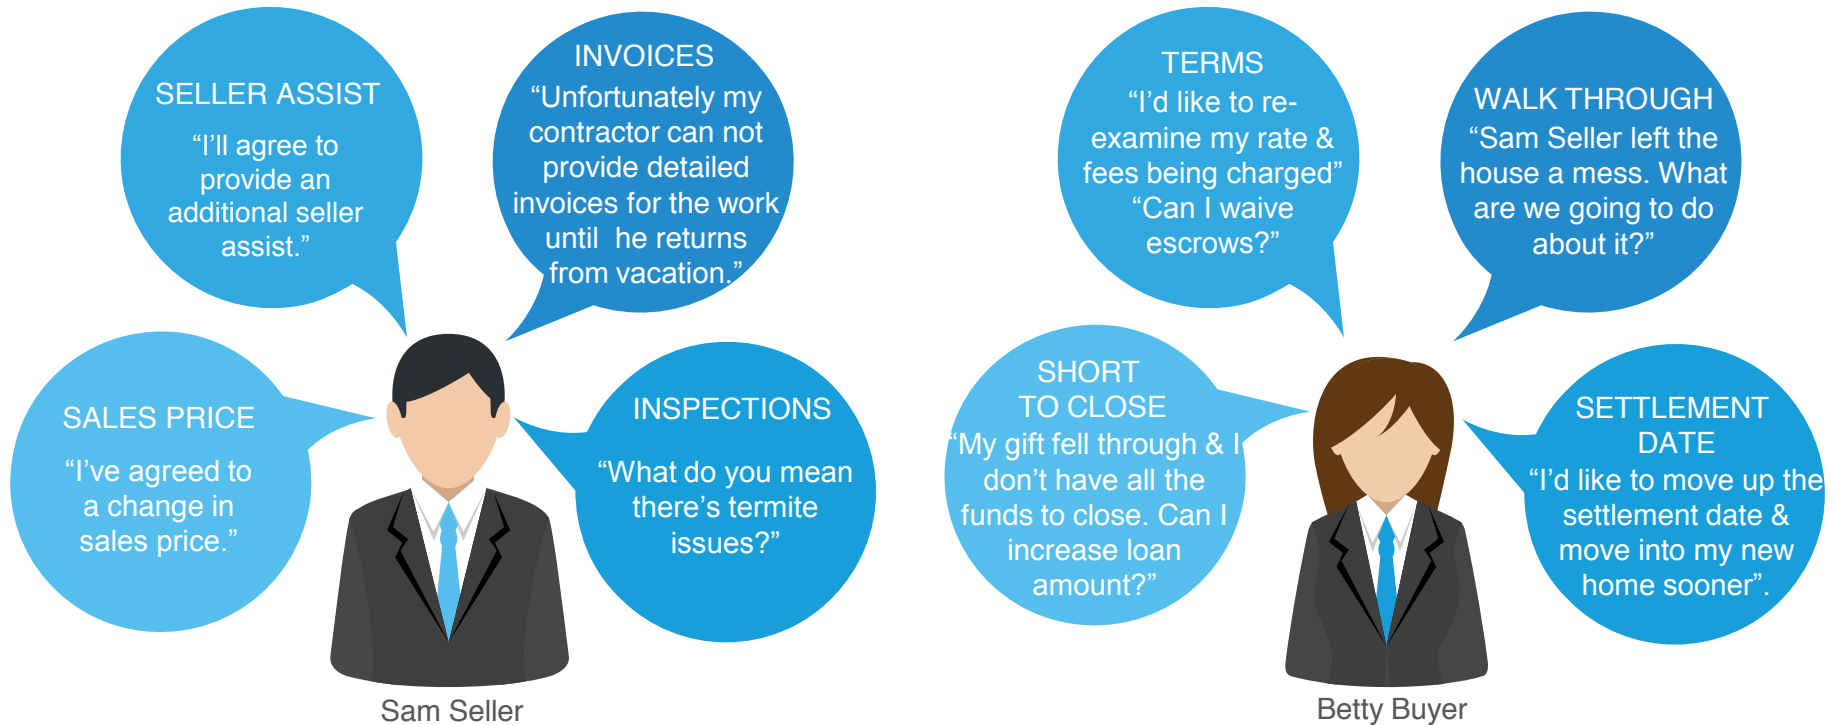 SELLER ASSIST
“I’ll agree to
provide an
additional seller
assist.”
INVOICES
“Unfortunately my
contractor can not
provide detailed
invoices for the work
until he returns
from vacation.”
SALES PRICE
“I’ve agreed to
a change in
sales price.”
INSPECTIONS
“What do you mean
there’s termite
issues?”
Sam Seller
TERMS
“I’d like to re-
examine my rate &
fees being charged”
“Can I waive
escrows?”
WALK THROUGH
“Sam Seller left the
house a mess. What
are we going to do
about it?”
SHORT
TO CLOSE
“My gift fell through & I
don’t have all the
funds to close. Can I
increase loan
amount?”
SETTLEMENT
DATE
“I’d like to move up the
settlement date &
move into my new
home sooner”.
Betty Buyer